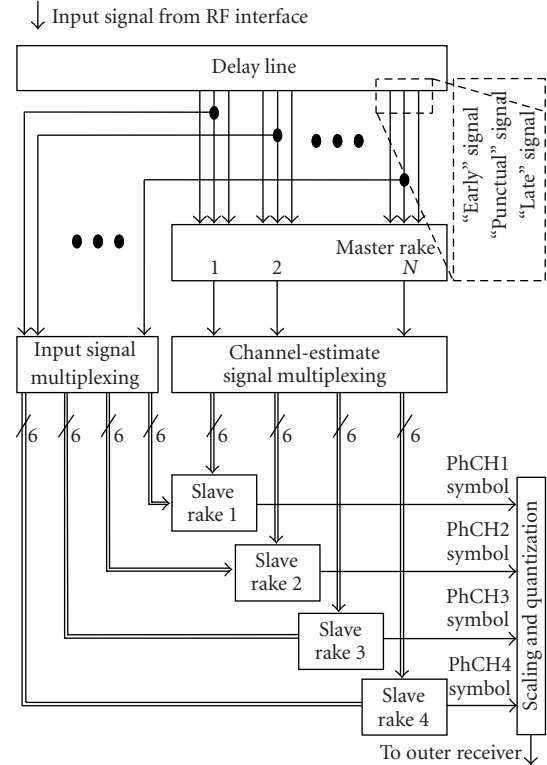 Input signal from RF interface
Delay line
“Early” signal
“Punctual” signal
“Late” signal
Master rake
1
2
N
Input signal
multiplexing
Channel-estimate
signal multiplexing
6
6
6
6
6
6
6
6
Slave
rake 1
PhCH1
symbol
Slave
rake 2
PhCH2
symbol
Slave
rake 3
PhCH3
symbol
Slave
rake 4
PhCH4
symbol
Scaling and quantization
To outer receiver